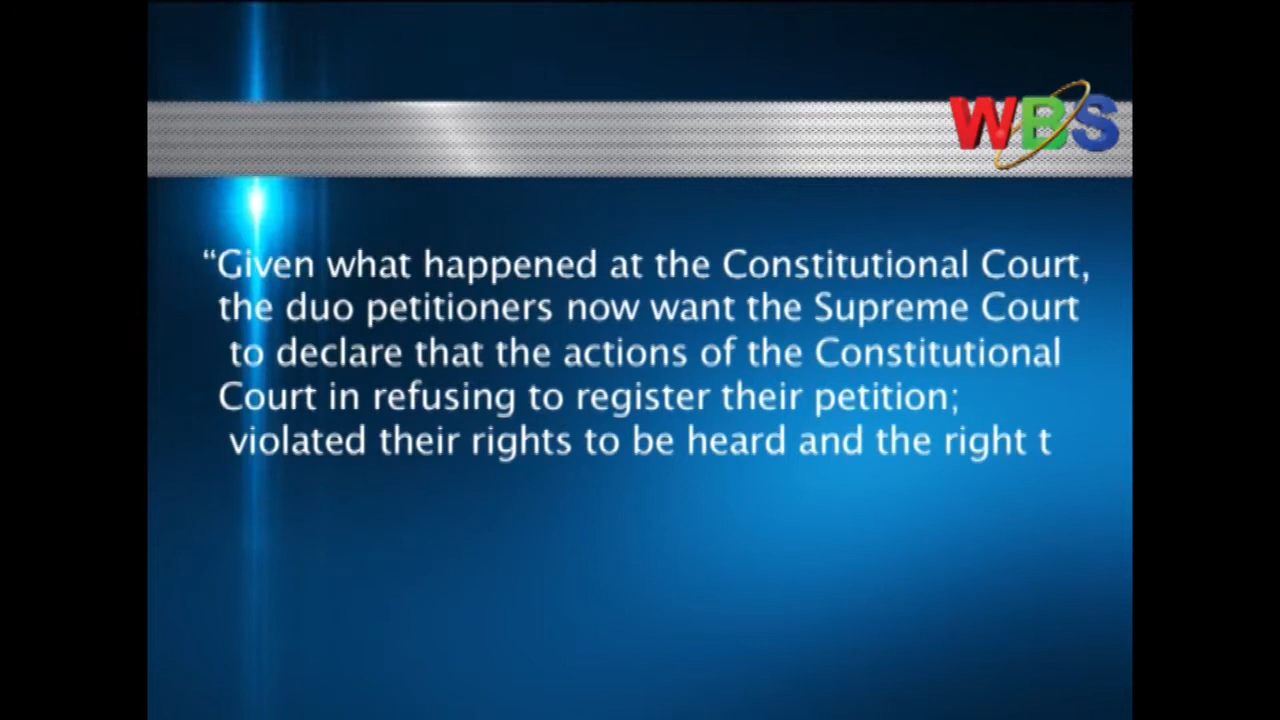 WBS
“Given what happened at the Constitutional Court,
the duo petitioners now want the Supreme Court
to declare that the actions of the Constitutional
Court in refusing to register their petition;
violated their rights to be heard and the right t